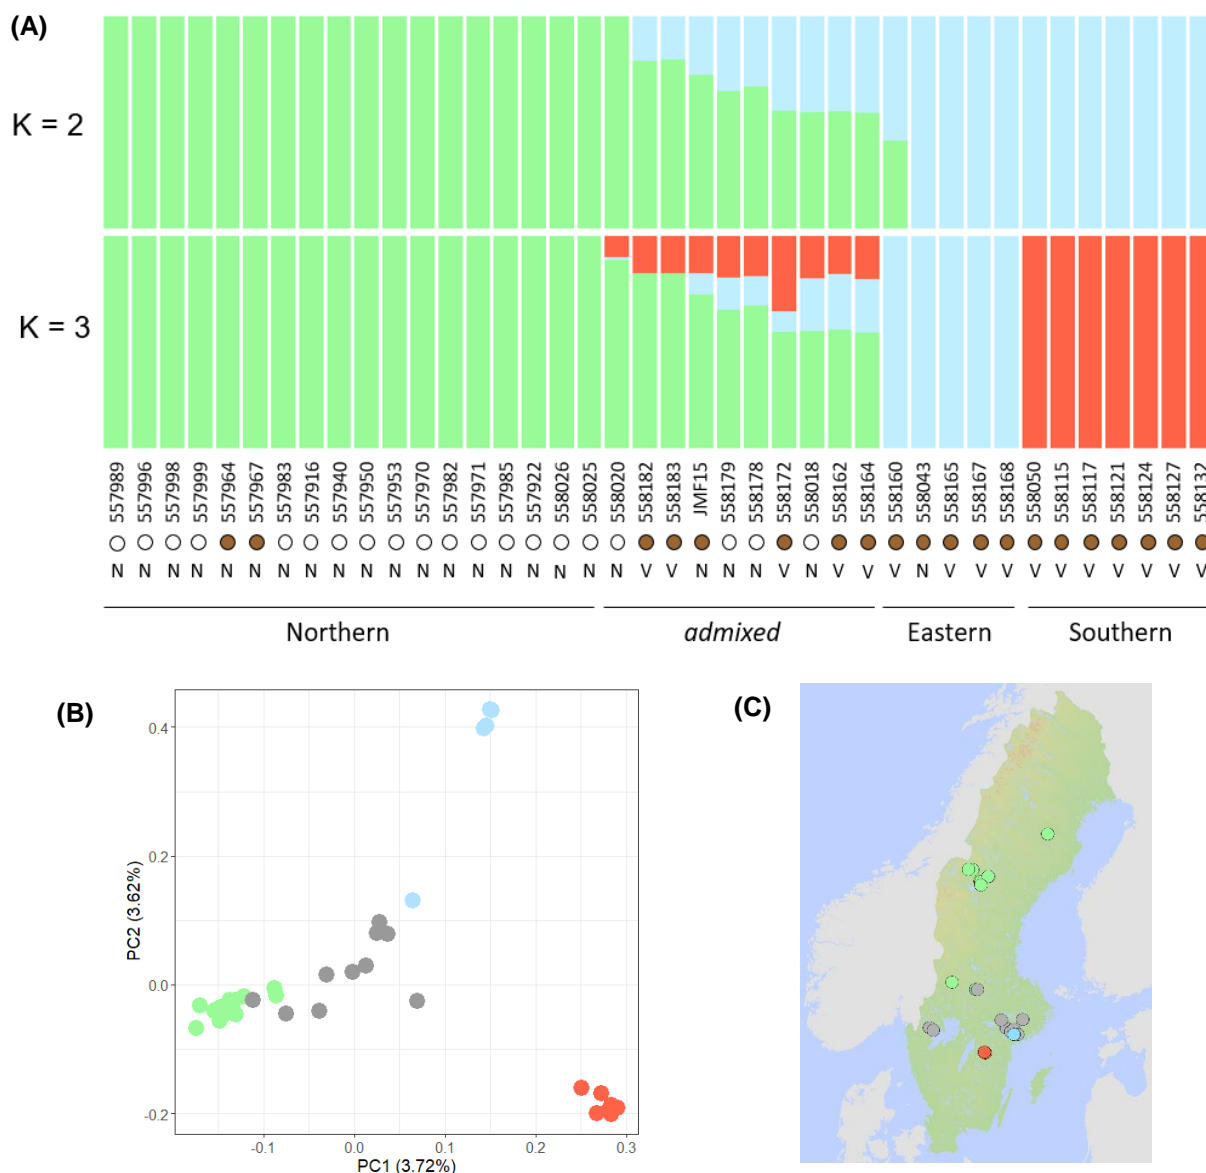 (A)
K = 2
K = 3
557989 557996 557998 557999 557964 557967 557983 557916 557940 557950 557953 557970 557982 557971 557985 557922 558026 558025 558020 558182 558183 JMF15 558179 558178 558172 558018 558162 558164 558160 558043 558165 558167 558168 558050 558115 558117 558121 558124 558127 558132
N N N N N N N N N N N N N N N N N N N V V N N N V N V V V N V V V V V V V V V V
Northern admixed Eastern Southern
(B)
0.4
0.2
0.0
-0.2
PC2 (3.62%)
-0.1 0.0 0.1 0.2 0.3
PC1 (3.72%)
(C)